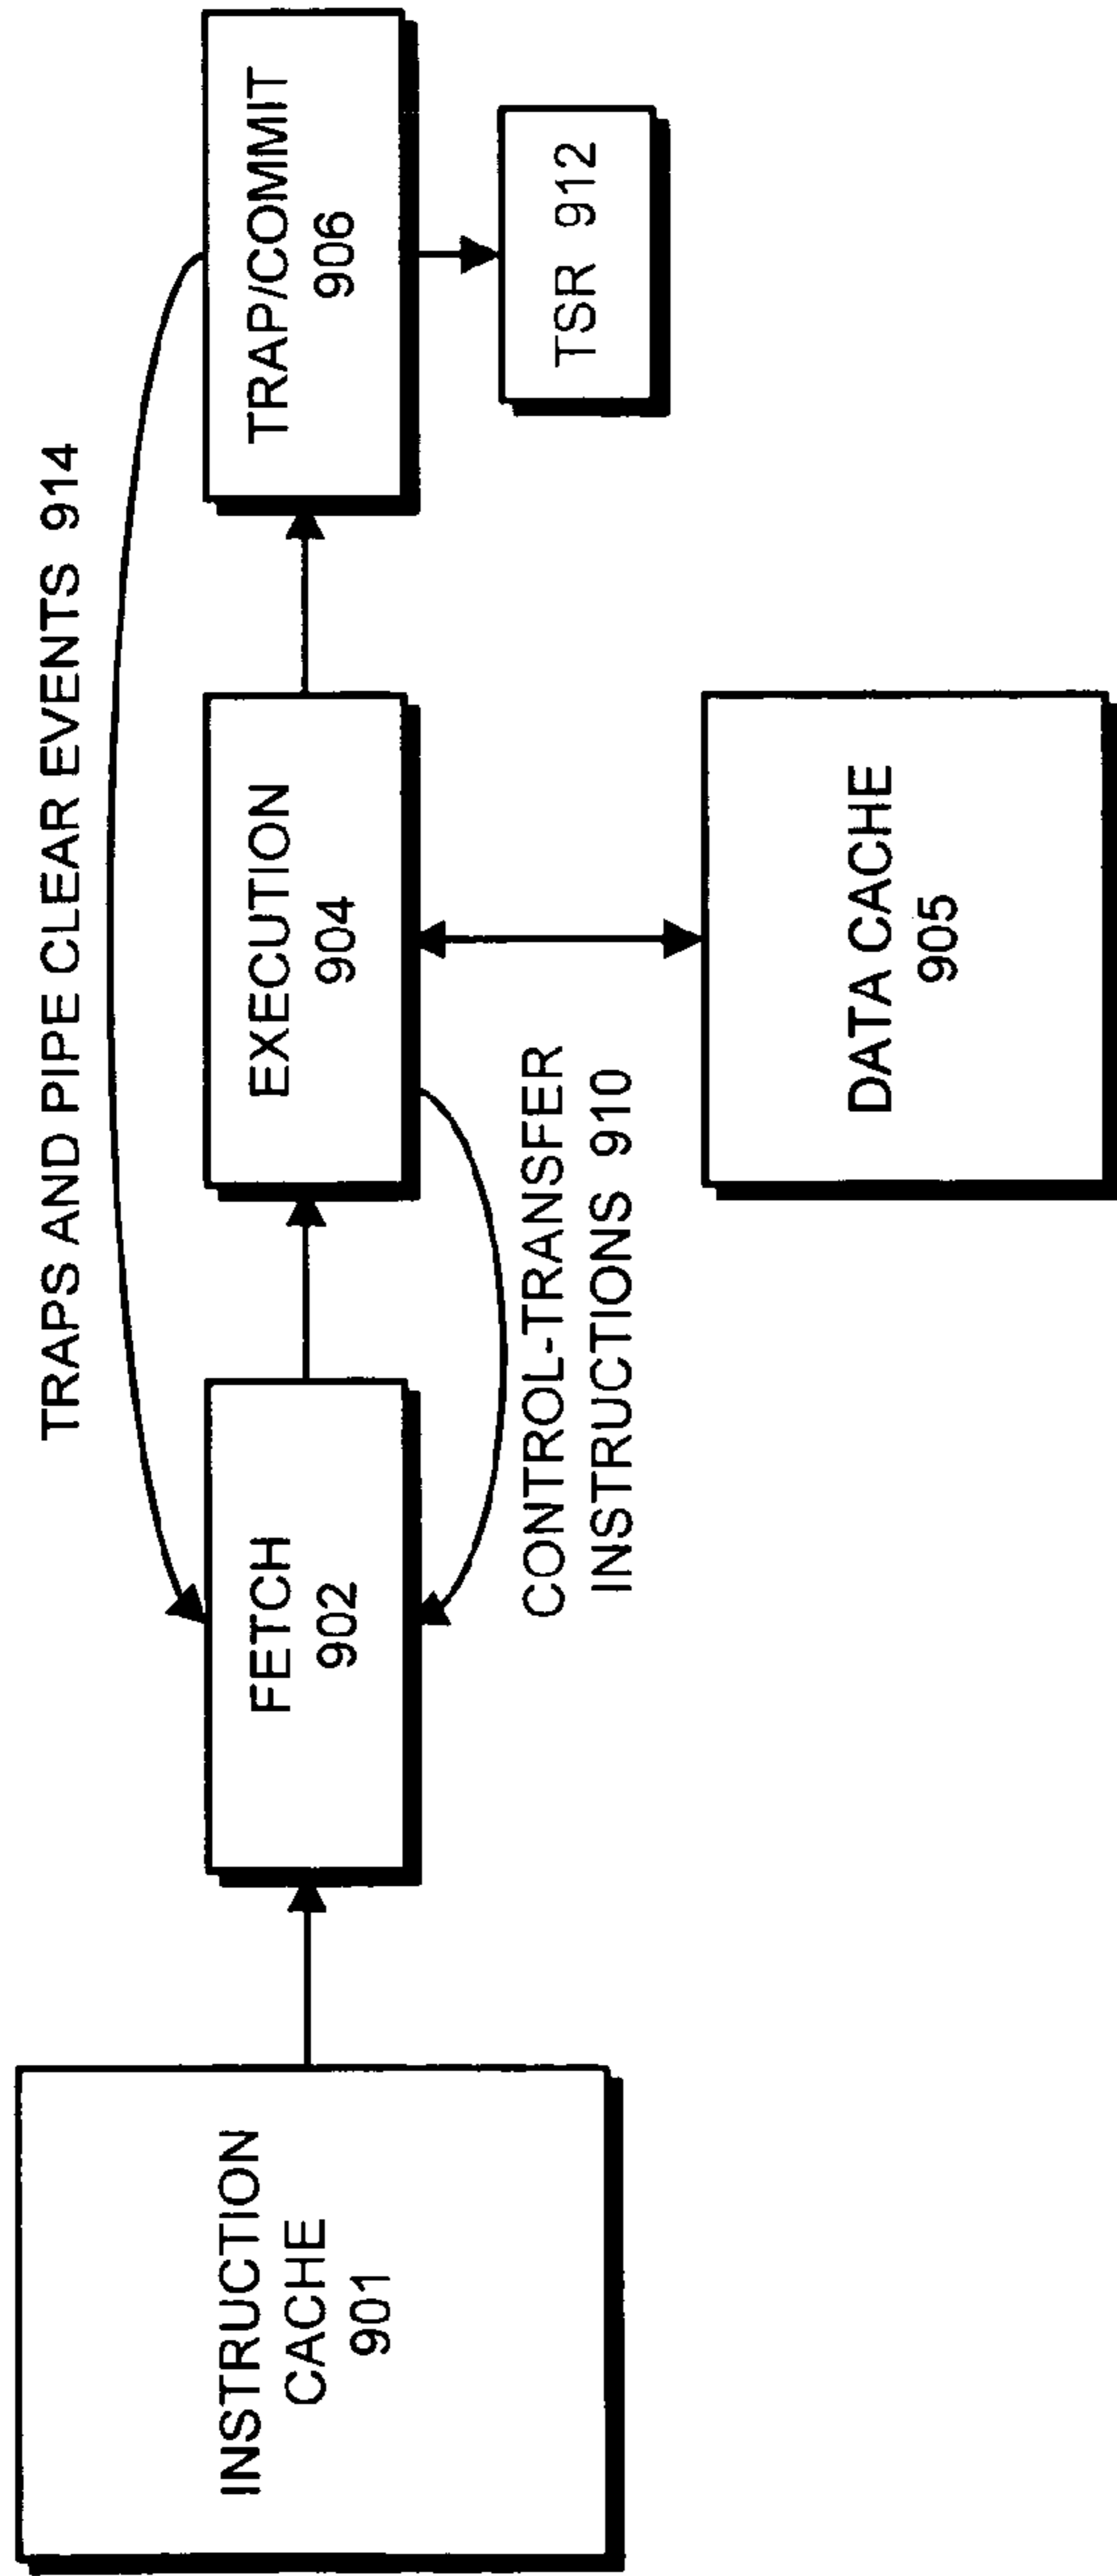 TRAPS AND PIPE CLEAR EVENTS 914
INSTRUCTION
CACHE
901
FETCH
902
EXECUTION
904
TRAP/COMMIT
906
CONTROL-TRANSFER
INSTRUCTIONS 910
TSR 912
DATA CACHE
905